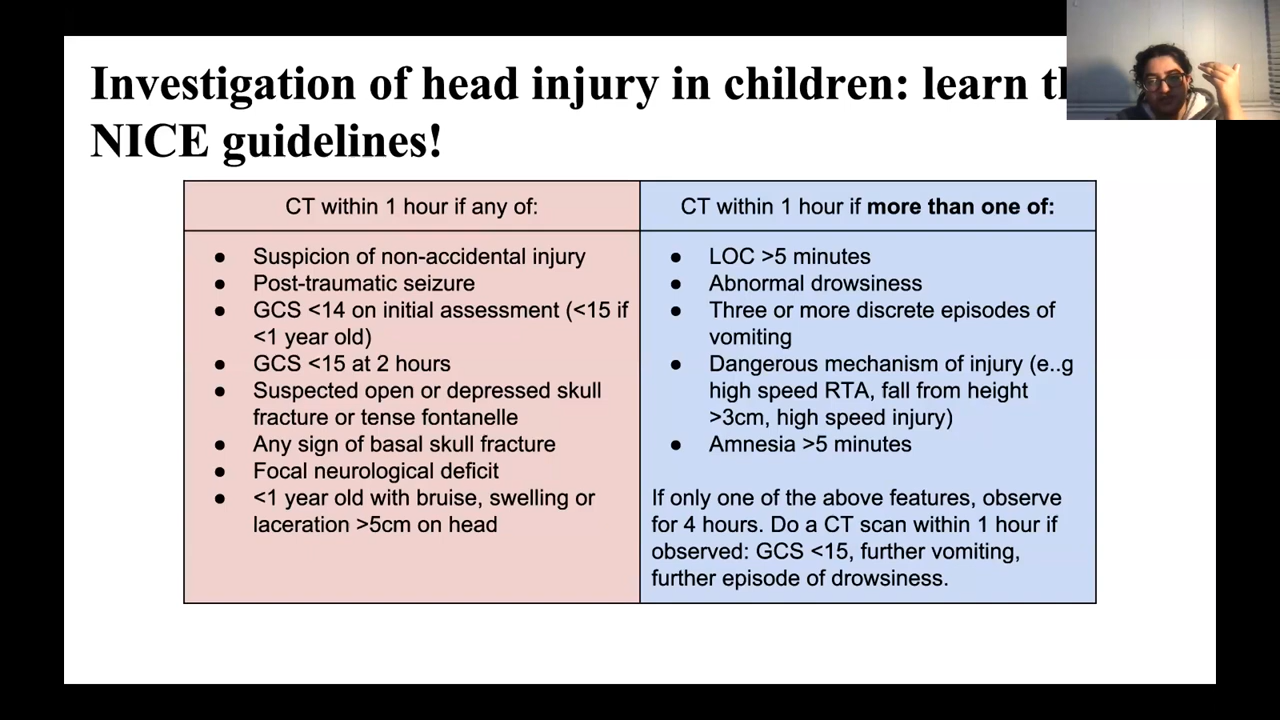 Investigation of head injury in children: learn
NICE guidelines!
CT within 1 hour if any of:
● Suspicion of non-accidental injury
● Post-traumatic seizure
● GCS <14 on initial assessment (<15 if
<1 year old)
● GCS <15 at 2 hours
● Suspected open or depressed skull
fracture or tense fontanelle
● Any sign of basal skull fracture
● Focal neurological deficit
● <1 year old with bruise, swelling or
laceration >5cm on head
CT within 1 hour if more than one of:
● LOC >5 minutes
● Abnormal drowsiness
● Three or more discrete episodes of
vomiting
● Dangerous mechanism of injury (e..g
high speed RTA, fall from height
>3cm, high speed injury)
● Amnesia >5 minutes
If only one of the above features, observe
for 4 hours. Do a CT scan within 1 hour if
observed: GCS <15, further vomiting,
further episode of drowsiness.